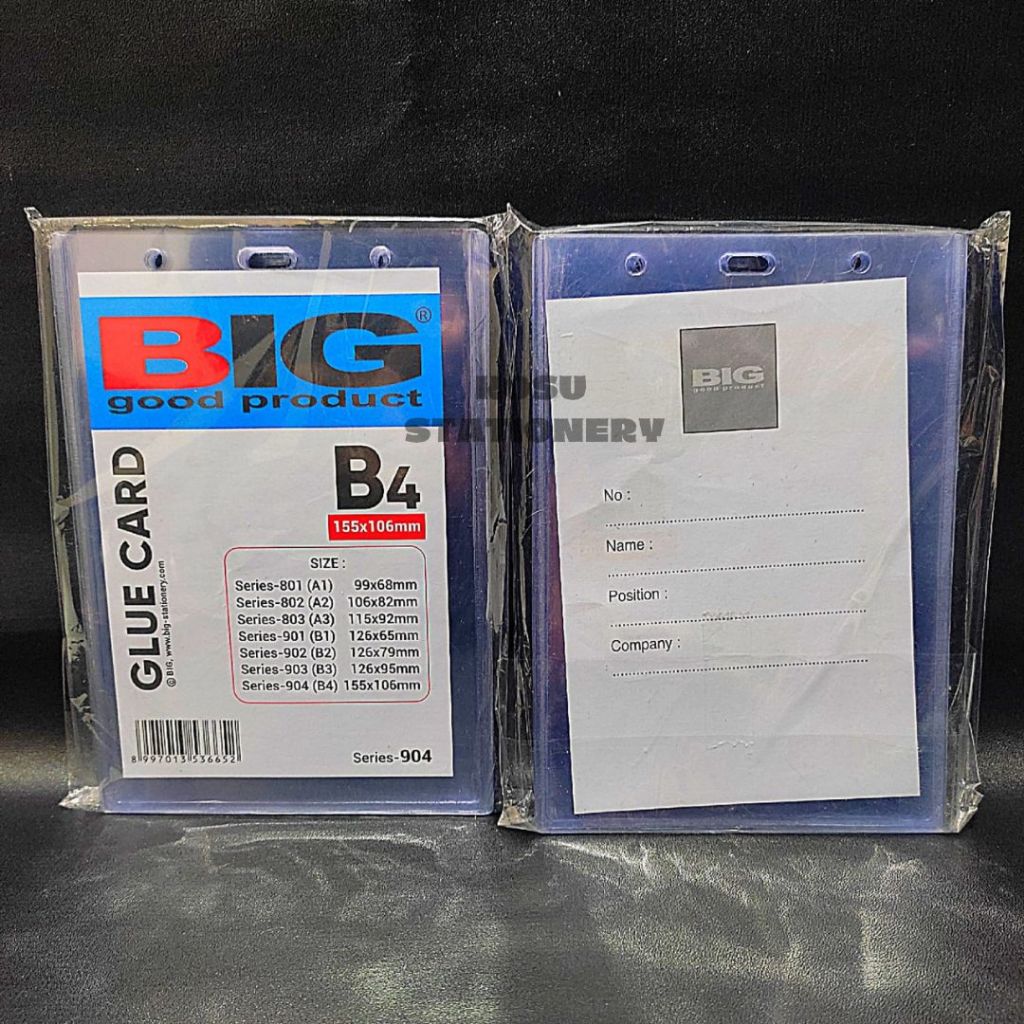 BIG®
good product
GLUE CARD
© BIG, www.big-stationery.com
B4
155x106mm
SIZE :
Series-801 (A1) 99x68mm
Series-802 (A2) 106x82mm
Series-803 (A3) 115x92mm
Series-901 (B1) 126x65mm
Series-902 (B2) 126x79mm
Series-903 (B3) 126x95mm
Series-904 (B4) 155x106mm
8 997013 536652
Series-904
STATIONERY
BIG
good product
No :
Name :
Position :
Company :